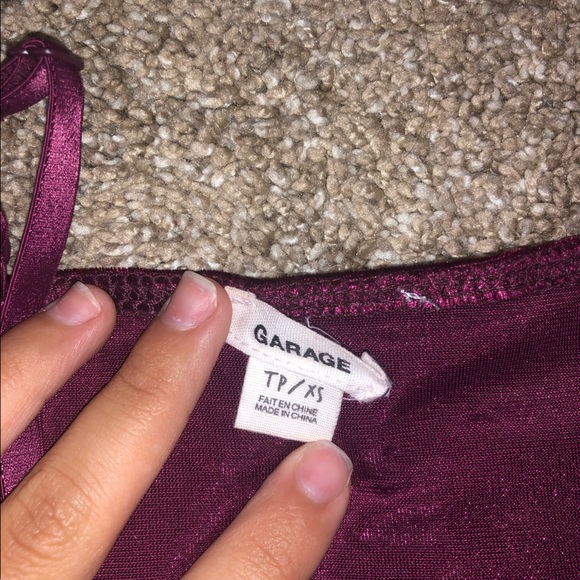 GARAGE
TP/XS
FAIT EN CHINE
MADE IN CHINA